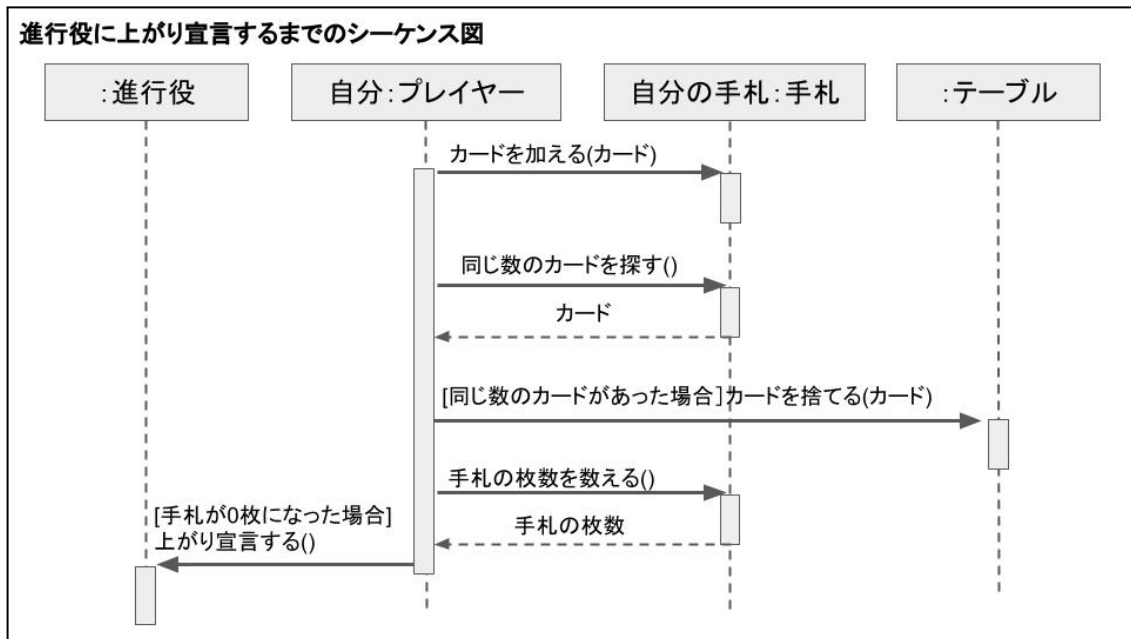 進行役に上がり宣言するまでのシーケンス図
:進行役
自分:プレイヤー
自分の手札:手札
:テーブル
カードを加える(カード)
同じ数のカードを探す()
カード
[同じ数のカードがあった場合]カードを捨てる(カード)
手札の枚数を数える()
手札の枚数
[手札が0枚になった場合]
上がり宣言する()